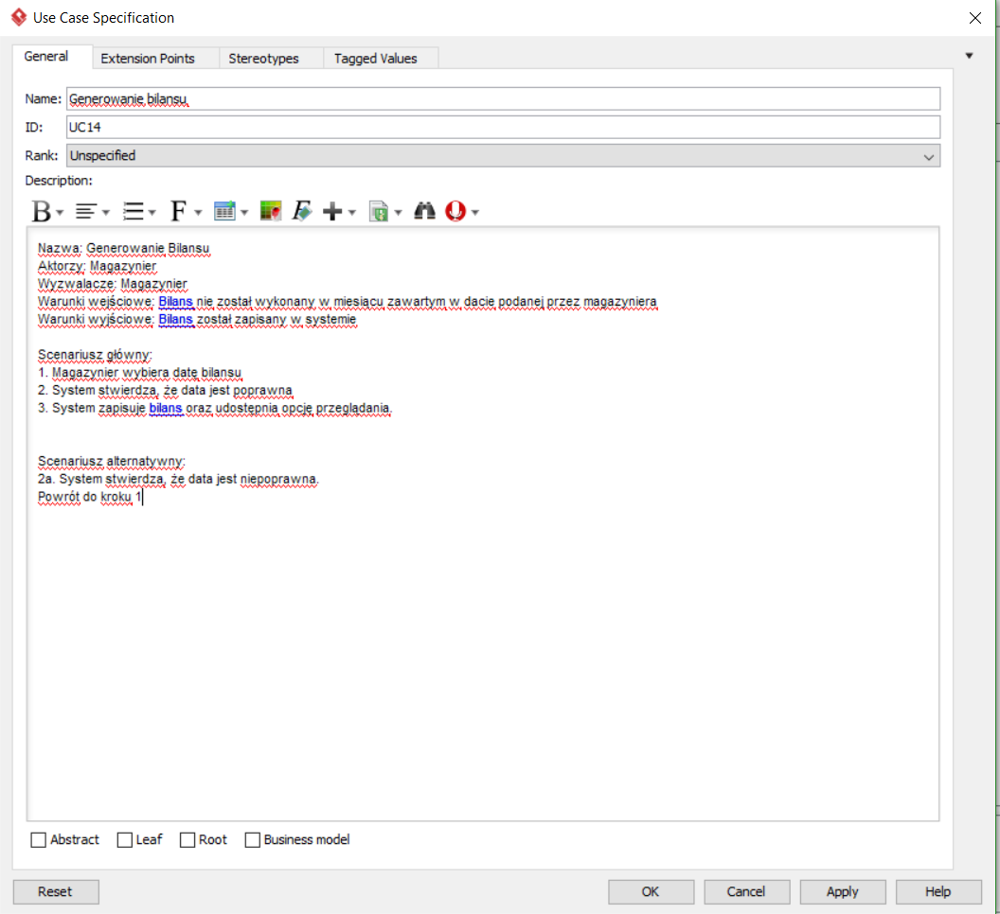 Use Case Specification
General
Extension Points
Stereotypes
Tagged Values
Name: Generowanie bilansu
ID: UC14
Rank: Unspecified
Description:
Nazwa: Generowanie Bilansu
Aktorzy: Magazynier
Wyzwalacze: Magazynier
Warunki wejściowe: Bilans nie został wykonany w miesiącu zawartym w dacie podanej przez magazyniera
Warunki wyjściowe: Bilans został zapisany w systemie
Scenariusz główny:
1. Magazynier wybiera datę bilansu
2. System stwierdza, że data jest poprawna
3. System zapisuje bilans oraz udostępnia opcję przeglądania.
Scenariusz alternatywny:
2a. System stwierdza, że data jest niepoprawna.
Powrót do kroku 1
Abstract
Leaf
Root
Business model
Reset
OK
Cancel
Apply
Help